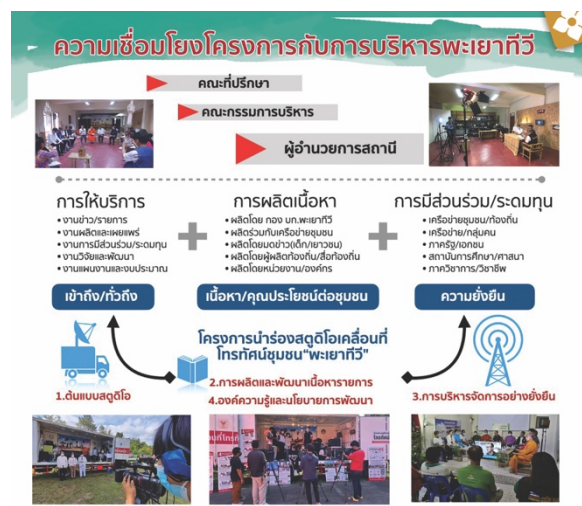 ความเชื่อมโยงโครงการกับการบริหารพะเยาทีวี
คณะที่ปรึกษา
คณะกรรมการบริหาร
ผู้อำนวยการสถานี
การให้บริการ
• งานข่าว/รายการ
• งานผลิตและเผยแพร่
• งานการมีส่วนร่วม/ระดมทุน
• งานวิจัยและพัฒนา
• งานแผนงานและงบประมาณ
เข้าถึง/ทั่วถึง
การผลิตเนื้อหา
• ผลิตโดย กอง บก.พะเยาทีวี
• ผลิตร่วมกับเครือข่ายชุมชน
• ผลิตโดยมดข่าว(เด็ก/เยาวชน)
• ผลิตโดยผู้ผลิตท้องถิ่น/สื่อท้องถิ่น
• ผลิตโดยหน่วยงาน/องค์กร
เนื้อหา/คุณประโยชน์ต่อชุมชน
การมีส่วนร่วม/ระดมทุน
• เครือข่ายชุมชน/ท้องถิ่น
• เครือข่าย/กลุ่มคน
• ภาครัฐ/เอกชน
• สถาบันการศึกษา/ศาสนา
• ภาควิชาการ/วิชาชีพ
ความยั่งยืน
โครงการนำร่องสตูดิโอเคลื่อนที่
โทรทัศน์ชุมชน"พะเยาทีวี"
1.ต้นแบบสตูดิโอ
2.การผลิตและพัฒนาเนื้อหารายการ
4.องค์ความรู้และนโยบายการพัฒนา
3.การบริหารจัดการอย่างยั่งยืน